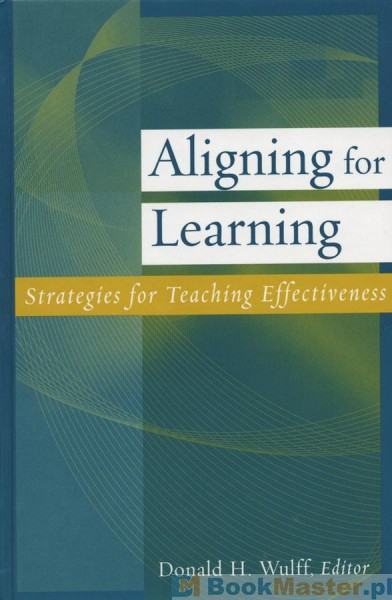 Aligning for
Learning
Strategies for Teaching Effectiveness
Donald H. Wulff, Editor
BookMaster.pl